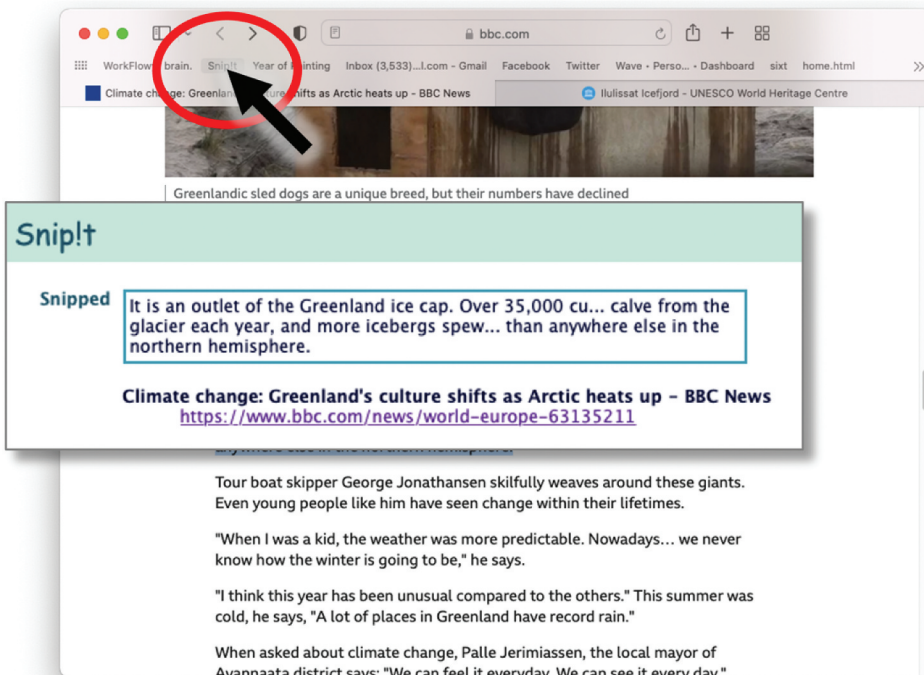 bbc.com
WorkFlowy brain. Snip!t Year of Painting Inbox (3,533)...l.com - Gmail Facebook Twitter Wave • Perso... • Dashboard sixt home.html
Climate change: Greenland culture shifts as Arctic heats up - BBC News
Ilulissat Icefjord - UNESCO World Heritage Centre
Greenlandic sled dogs are a unique breed, but their numbers have declined
Snip!t
Snipped
It is an outlet of the Greenland ice cap. Over 35,000 cu... calve from the
glacier each year, and more icebergs spew... than anywhere else in the
northern hemisphere.
Climate change: Greenland's culture shifts as Arctic heats up – BBC News
https://www.bbc.com/news/world-europe-63135211
anywhere else in the northern hemisphere.
Tour boat skipper George Jonathansen skilfully weaves around these giants.
Even young people like him have seen change within their lifetimes.
"When I was a kid, the weather was more predictable. Nowadays... we never
know how the winter is going to be," he says.
"I think this year has been unusual compared to the others." This summer was
cold, he says, "A lot of places in Greenland have record rain."
When asked about climate change, Palle Jerimiassen, the local mayor of
Avannaata district says: "We can feel it everyday. We can see it every day."